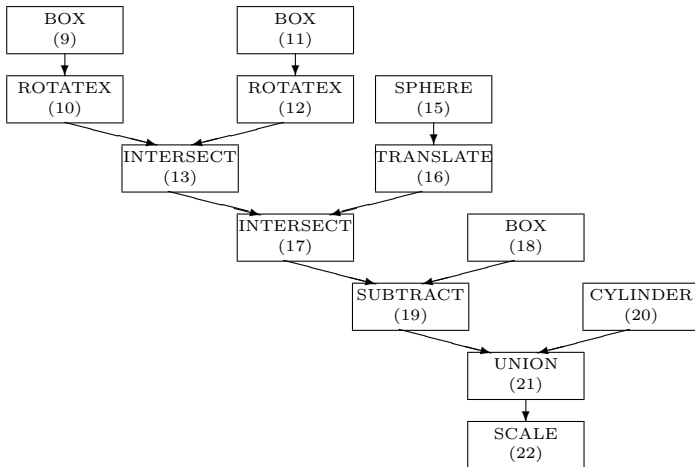 BOX
(9)
BOX
(11)
ROTATEX
(10)
ROTATEX
(12)
SPHERE
(15)
INTERSECT
(13)
TRANSLATE
(16)
INTERSECT
(17)
BOX
(18)
SUBTRACT
(19)
CYLINDER
(20)
UNION
(21)
SCALE
(22)